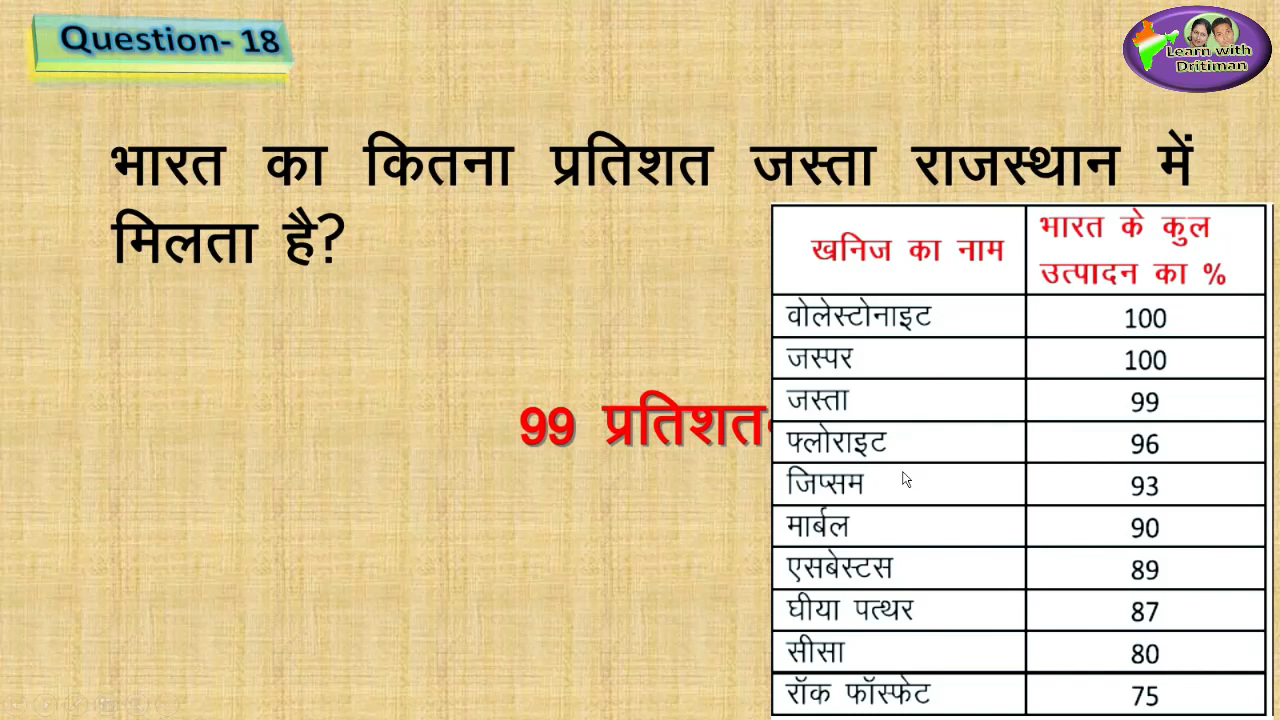 Question- 18
Learn with
Dritiman
भारत का कितना प्रतिशत जस्ता राजस्थान में
मिलता है?
99 प्रतिशत
खनिज का नाम भारत के कुल उत्पादन का %
वोलेस्टोनाइट 100
जस्पर 100
जस्ता 99
फ्लोराइट 96
जिप्सम 93
मार्बल 90
एसबेस्टस 89
घीया पत्थर 87
सीसा 80
रॉक फॉस्फेट 75